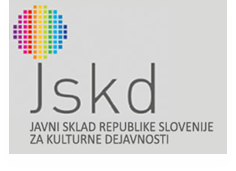 Jskd
JAVNI SKLAD REPUBLIKE SLOVENIJE
ZA KULTURNE DEJAVNOSTI